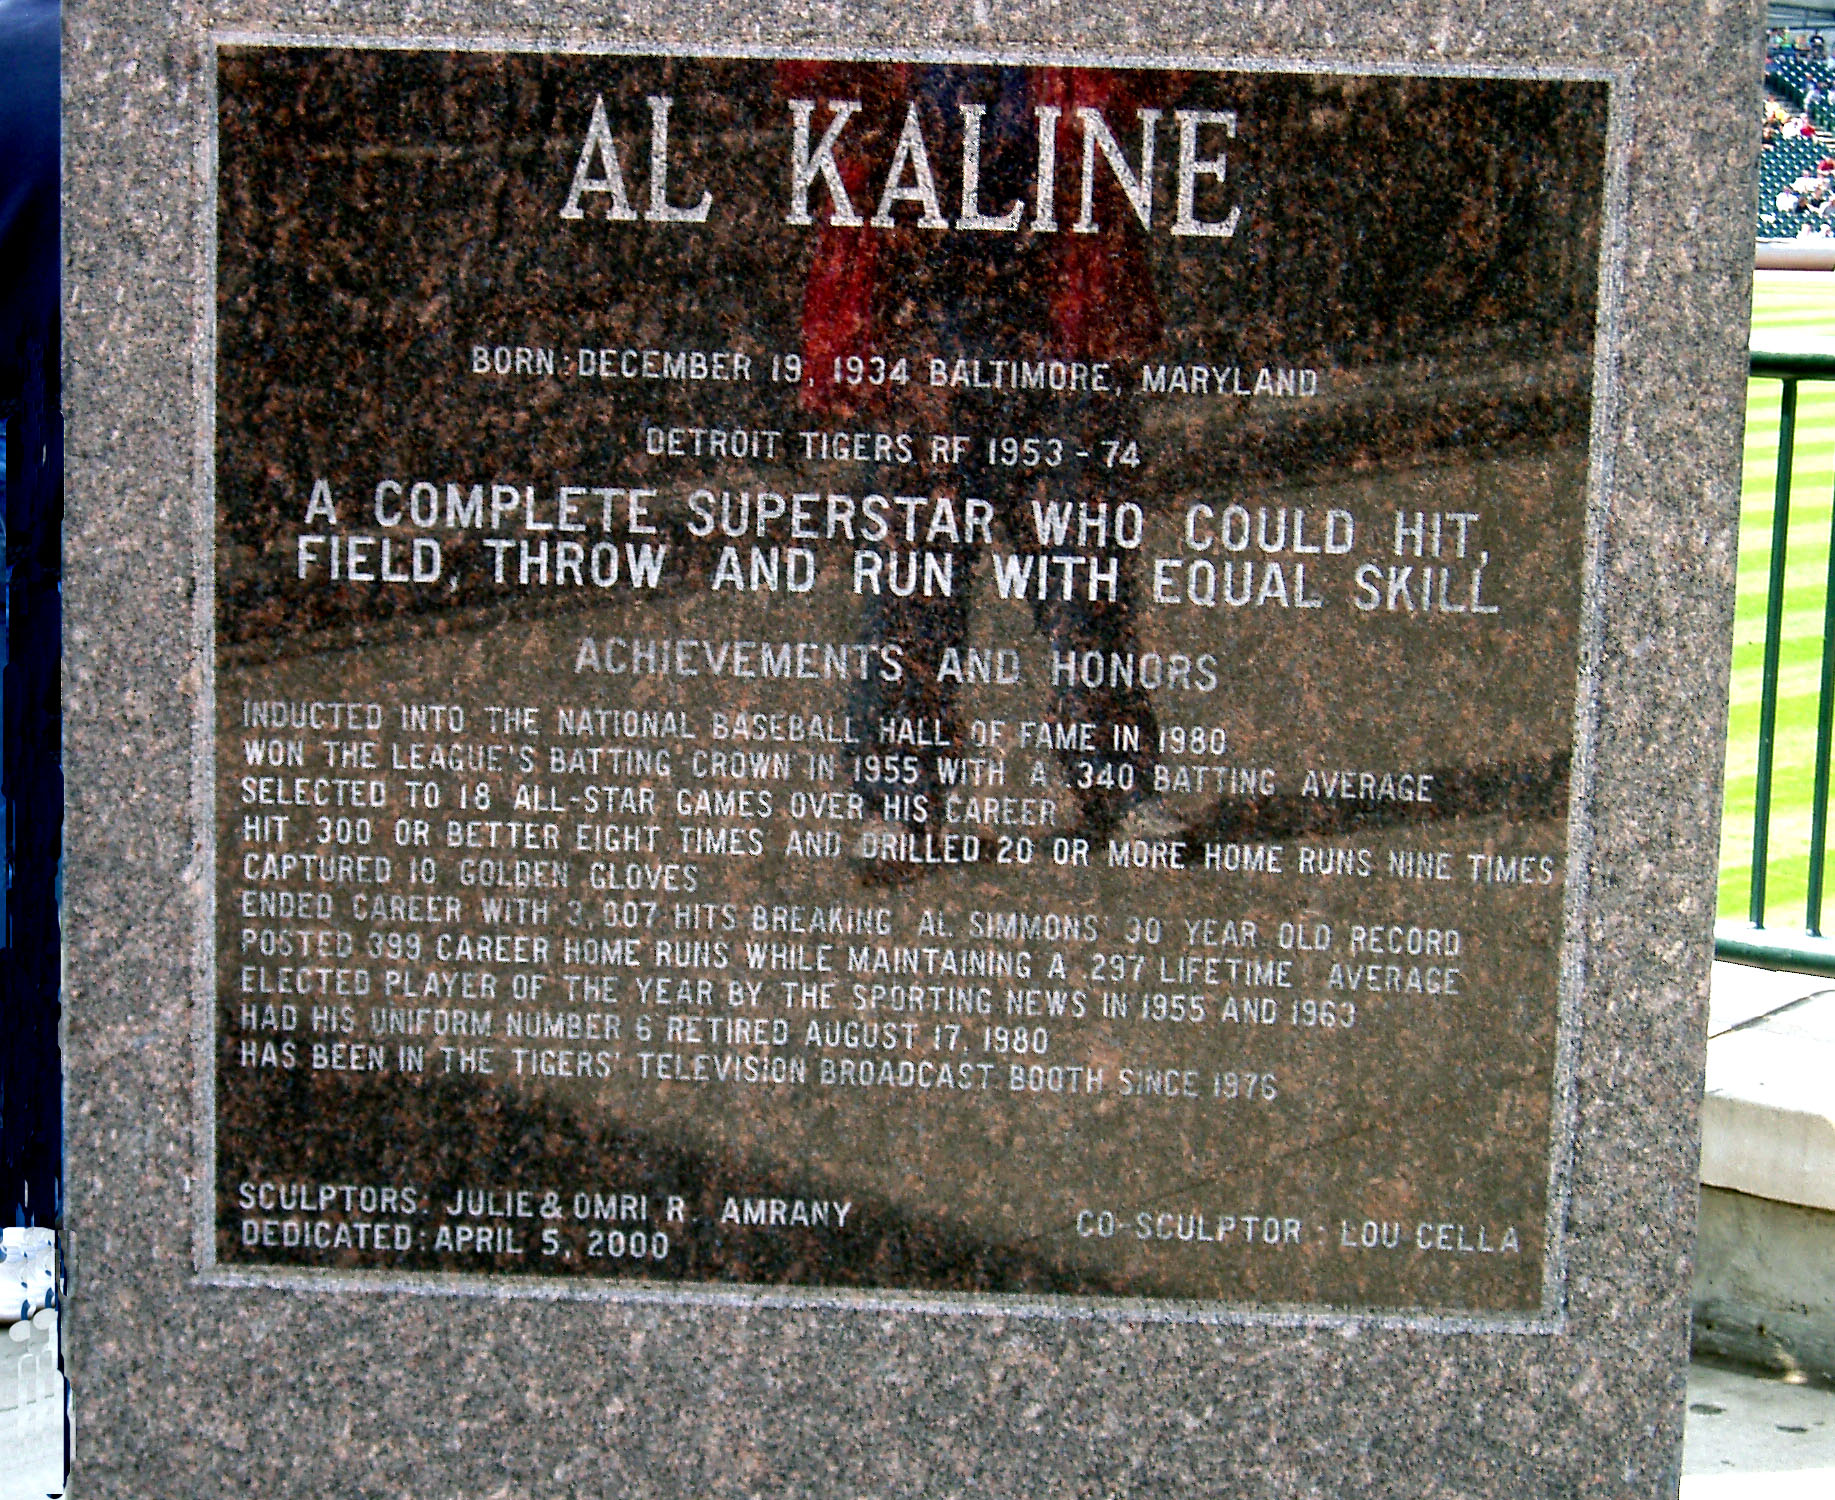 AL KALINE
BORN: DECEMBER 19, 1934 BALTIMORE, MARYLAND
DETROIT TIGERS RF 1953 - 74
A COMPLETE SUPERSTAR WHO COULD HIT,
FIELD, THROW AND RUN WITH EQUAL SKILL
ACHIEVEMENTS AND HONORS
INDUCTED INTO THE NATIONAL BASEBALL HALL OF FAME IN 1980
WON THE LEAGUE'S BATTING CROWN IN 1955 WITH A .340 BATTING AVERAGE
SELECTED TO 18 ALL-STAR GAMES OVER HIS CAREER
HIT .300 OR BETTER EIGHT TIMES AND DRILLED 20 OR MORE HOME RUNS NINE TIMES
CAPTURED 10 GOLDEN GLOVES
ENDED CAREER WITH 3,007 HITS BREAKING AL SIMMONS' 30 YEAR OLD RECORD
POSTED 399 CAREER HOME RUNS WHILE MAINTAINING A .297 LIFETIME AVERAGE
ELECTED PLAYER OF THE YEAR BY THE SPORTING NEWS IN 1955 AND 1963
HAD HIS UNIFORM NUMBER 6 RETIRED AUGUST 17, 1980
HAS BEEN IN THE TIGERS' TELEVISION BROADCAST BOOTH SINCE 1976
SCULPTORS: JULIE & OMRI R. AMRANY
DEDICATED: APRIL 5, 2000
CO-SCULPTOR : LOU CELLA